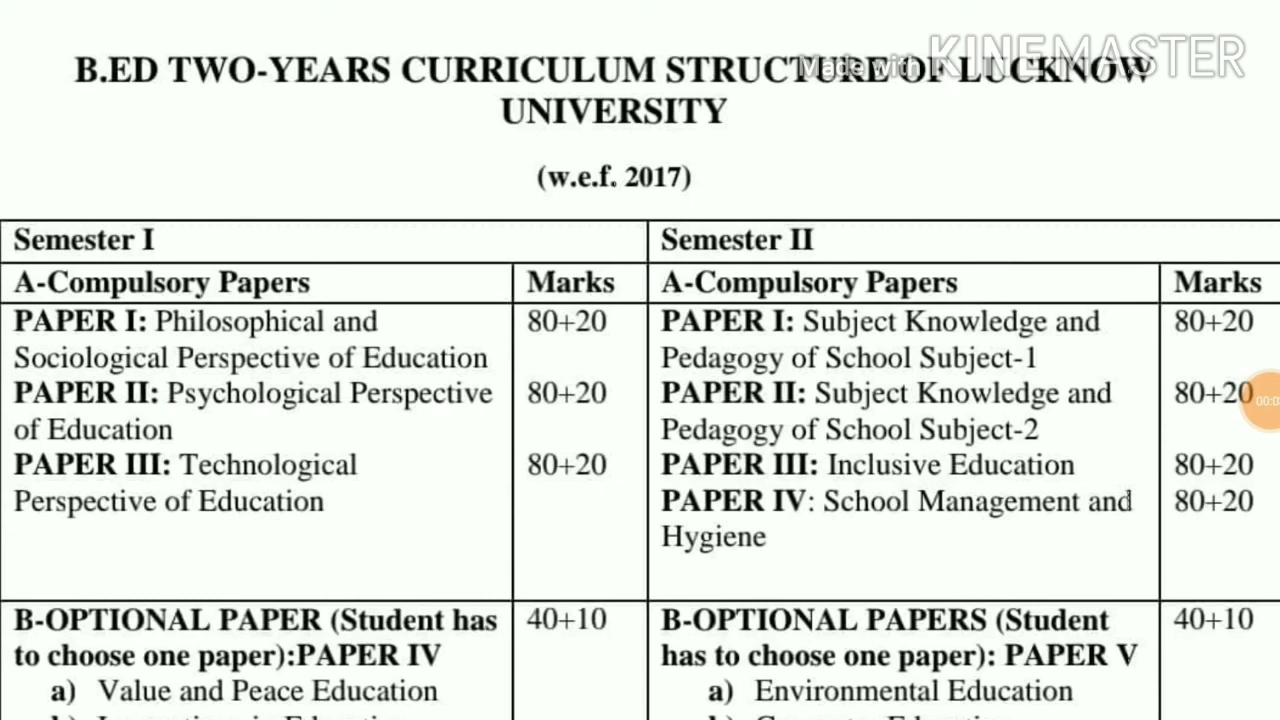 Made with KINEMASTER
B.ED TWO-YEARS CURRICULUM STRUCTURE OF LUCKNOW
UNIVERSITY
(w.e.f. 2017)
Semester I
Semester II
A-Compulsory Papers Marks
A-Compulsory Papers Marks
PAPER I: Philosophical and 80+20
Sociological Perspective of Education
PAPER II: Psychological Perspective 80+20
of Education
PAPER III: Technological 80+20
Perspective of Education
PAPER I: Subject Knowledge and 80+20
Pedagogy of School Subject-1
PAPER II: Subject Knowledge and 80+20
Pedagogy of School Subject-2
PAPER III: Inclusive Education 80+20
PAPER IV: School Management and 80+20
Hygiene
B-OPTIONAL PAPER (Student has 40+10
to choose one paper):PAPER IV
a) Value and Peace Education
B-OPTIONAL PAPERS (Student 40+10
has to choose one paper): PAPER V
a) Environmental Education